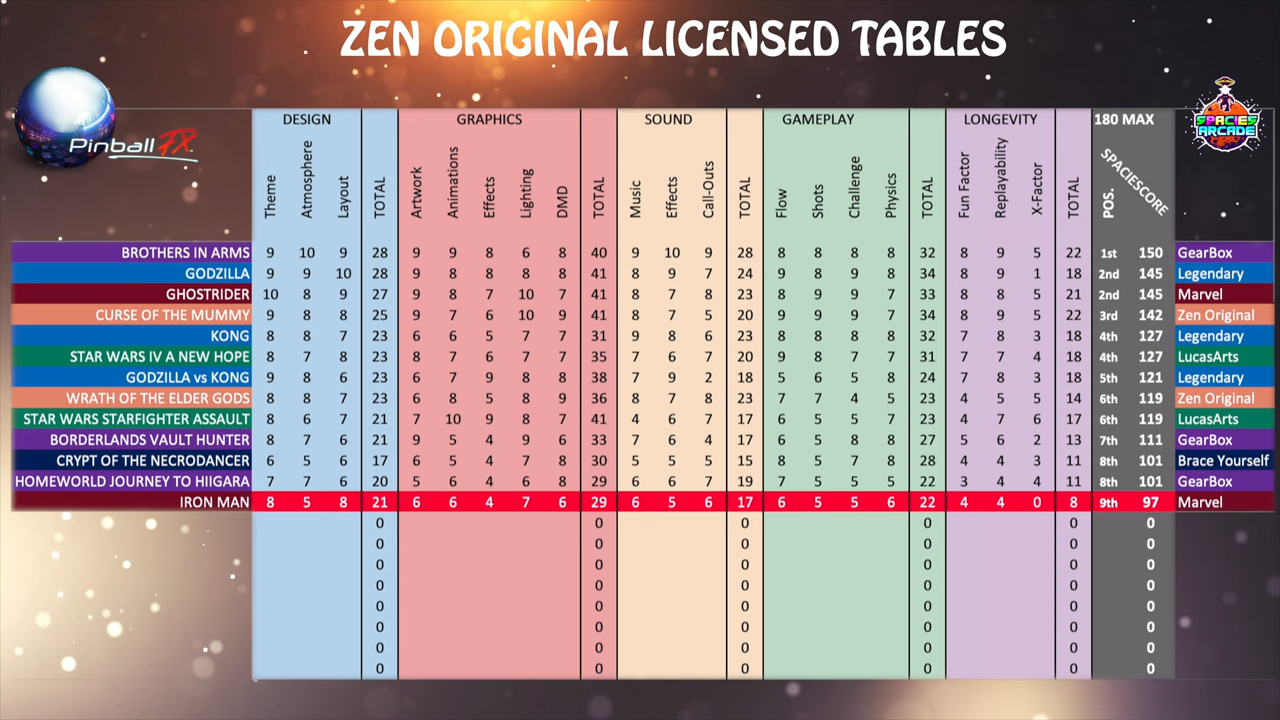 ZEN ORIGINAL LICENSED TABLES
Pinball FX
SPACIES ARCADE
DESIGN GRAPHICS SOUND GAMEPLAY LONGEVITY 180 MAX
Theme Atmosphere Layout TOTAL Artwork Animations Effects Lighting DMD TOTAL Music Effects Call-Outs TOTAL Flow Shots Challenge Physics TOTAL Fun Factor Replayability X-Factor TOTAL POS. SPACIESCORE
BROTHERS IN ARMS 9 10 9 28 9 9 8 6 8 40 9 10 9 28 8 8 8 8 32 8 9 5 22 1st 150 GearBox
GODZILLA 9 9 10 28 9 8 8 8 8 41 8 9 7 24 9 8 9 8 34 8 9 1 18 2nd 145 Legendary
GHOSTRIDER 10 8 9 27 9 8 7 10 7 41 8 7 8 23 8 9 9 7 33 8 8 5 21 2nd 145 Marvel
CURSE OF THE MUMMY 9 8 8 25 9 7 6 10 9 41 8 7 5 20 9 9 9 7 34 8 9 5 22 3rd 142 Zen Original
KONG 8 8 7 23 6 6 5 7 7 31 9 8 6 23 8 8 8 8 32 7 8 3 18 4th 127 Legendary
STAR WARS IV A NEW HOPE 8 7 8 23 8 7 6 7 7 35 7 6 7 20 9 8 7 7 31 7 7 4 18 4th 127 LucasArts
GODZILLA vs KONG 9 8 6 23 6 7 9 8 8 38 7 9 2 18 5 6 5 8 24 7 8 3 18 5th 121 Legendary
WRATH OF THE ELDER GODS 8 8 7 23 6 8 5 8 9 36 8 7 8 23 7 7 4 5 23 4 5 5 14 6th 119 Zen Original
STAR WARS STARFIGHTER ASSAULT 8 6 7 21 7 10 9 8 7 41 4 6 7 17 6 5 5 7 23 4 7 6 17 6th 119 LucasArts
BORDERLANDS VAULT HUNTER 8 7 6 21 9 5 4 9 6 33 7 6 4 17 6 5 8 8 27 5 6 2 13 7th 111 GearBox
CRYPT OF THE NECRODANCER 6 5 6 17 6 5 4 7 8 30 5 5 5 15 8 5 7 8 28 4 4 3 11 8th 101 Brace Yourself
HOMEWORLD JOURNEY TO HIIGARA 7 7 6 20 5 6 4 6 8 29 6 6 7 19 7 5 5 5 22 3 4 4 11 8th 101 GearBox
IRON MAN 8 5 8 21 6 6 4 7 6 29 6 5 6 17 6 5 5 6 22 4 4 0 8 9th 97 Marvel
0 0 0 0 0 0
0 0 0 0 0 0
0 0 0 0 0 0
0 0 0 0 0 0
0 0 0 0 0 0
0 0 0 0 0 0
0 0 0 0 0 0
0 0 0 0 0 0